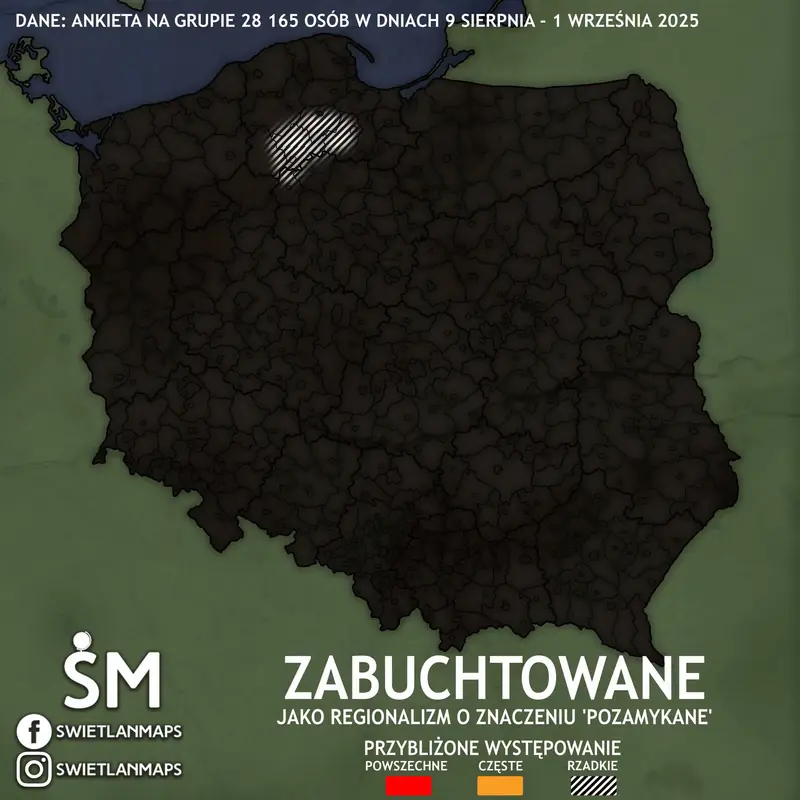 DANE: ANKIETA NA GRUPIE 28 165 OSÓB W DNIACH 9 SIERPNIA - 1 WRZEŚNIA 2025
ŚM
SWIETLANMAPS
SWIETLANMAPS
ZABUCHTOWANE
JAKO REGIONALIZM O ZNACZENIU 'POZAMYKANE'
PRZYBLIŻONE WYSTĘPOWANIE
POWSZECHNE CZĘSTE RZADKIE